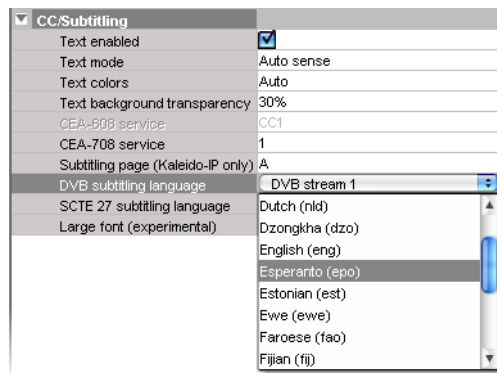 CC/Subtitling
Text enabled
Text mode Auto sense
Text colors Auto
Text background transparency 30%
CEA-608 service CC1
CEA-708 service 1
Subtitling page (Kaleido-IP only) A
DVB subtitling language DVB stream 1
SCTE 27 subtitling language Dutch (nld)
Large font (experimental) Dzongkha (dzo)
English (eng)
Esperanto (epo)
Estonian (est)
Ewe (ewe)
Faroese (fao)
Fijian (fij)